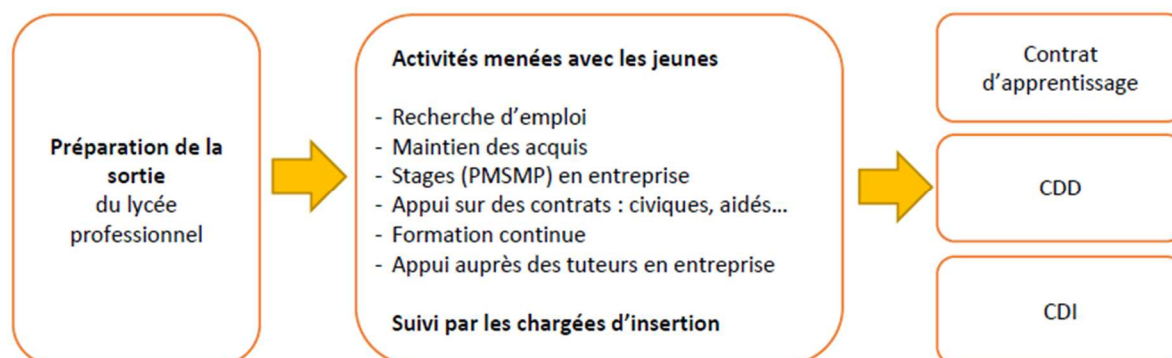 Préparation de la
sortie
du lycée
professionnel
Activités menées avec les jeunes
- Recherche d’emploi
- Maintien des acquis
- Stages (PMSMP) en entreprise
- Appui sur des contrats : civiques, aidés…
- Formation continue
- Appui auprès des tuteurs en entreprise
Suivi par les chargées d’insertion
Contrat
d’apprentissage
CDD
CDI